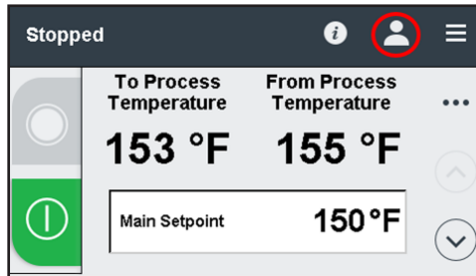 Stopped
To Process Temperature
From Process Temperature
153 °F
155 °F
Main Setpoint
150°F